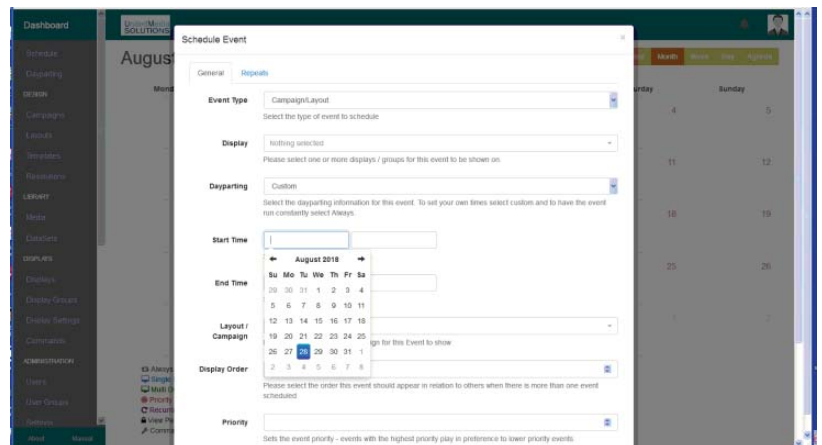 Dashboard
United Media
SOLUTIONS
Schedule Event
×
Schedule
Dayparting
August
General Repeats
Month Week Day Agenda
DESIGN
Campaigns
Layouts
Templates
Resolutions
Event Type Campaign/Layout
Select the type of event to schedule
Sunday
4 5
Display Nothing selected
Please select one or more displays / groups for this event to be shown on.
11 12
LIBRARY
Media
DataSets
Dayparting Custom
Select the dayparting information for this event. To set your own times select custom and to have the event
run constantly select Always.
18 19
Start Time
DISPLAYS
Displays
Display Groups
Display Settings
Commands
August 2018
Su Mo Tu We Th Fr Sa
29 30 31 1 2 3 4
5 6 7 8 9 10 11
12 13 14 15 16 17 18
19 20 21 22 23 24 25
26 27 28 29 30 31 1
2 3 4 5 6 7 8
25 26
End Time
Layout /
Campaign
gn for this Event to show
ADMINISTRATION
Users
User Groups
Settings
About Manual
Always
Single
Multi D
Priority
Recurri
View Pe
Comma
Display Order
Please select the order this event should appear in relation to others when there is more than one event
scheduled
Priority
Sets the event priority - events with the highest priority play in preference to lower priority events.